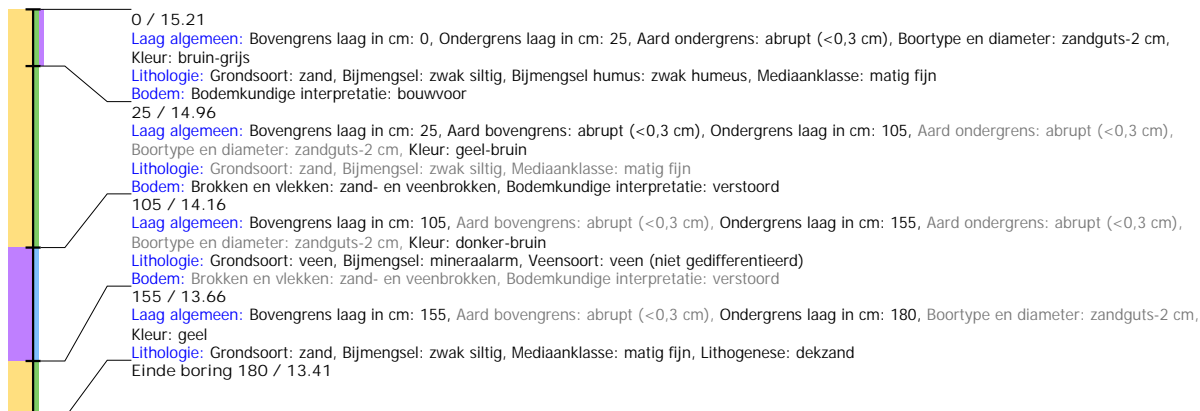 0 / 15.21
Laag algemeen: Bovengrens laag in cm: 0, Ondergrens laag in cm: 25, Aard ondergrens: abrupt (<0,3 cm), Boortype en diameter: zandguts-2 cm,
Kleur: bruin-grijs
Lithologie: Grondsoort: zand, Bijmengsel: zwak siltig, Bijmengsel humus: zwak humeus, Mediaanklasse: matig fijn
Bodem: Bodemkundige interpretatie: bouwvoor
25 / 14.96
Laag algemeen: Bovengrens laag in cm: 25, Aard bovengrens: abrupt (<0,3 cm), Ondergrens laag in cm: 105, Aard ondergrens: abrupt (<0,3 cm),
Boortype en diameter: zandguts-2 cm, Kleur: geel-bruin
Lithologie: Grondsoort: zand, Bijmengsel: zwak siltig, Mediaanklasse: matig fijn
Bodem: Brokken en vlekken: zand- en veenbrokken, Bodemkundige interpretatie: verstoord
105 / 14.16
Laag algemeen: Bovengrens laag in cm: 105, Aard bovengrens: abrupt (<0,3 cm), Ondergrens laag in cm: 155, Aard ondergrens: abrupt (<0,3 cm),
Boortype en diameter: zandguts-2 cm, Kleur: donker-bruin
Lithologie: Grondsoort: veen, Bijmengsel: mineraalarm, Veensoort: veen (niet gedifferentieerd)
Bodem: Brokken en vlekken: zand- en veenbrokken, Bodemkundige interpretatie: verstoord
155 / 13.66
Laag algemeen: Bovengrens laag in cm: 155, Aard bovengrens: abrupt (<0,3 cm), Ondergrens laag in cm: 180, Boortype en diameter: zandguts-2 cm,
Kleur: geel
Lithologie: Grondsoort: zand, Bijmengsel: zwak siltig, Mediaanklasse: matig fijn, Lithogenese: dekzand
Einde boring 180 / 13.41